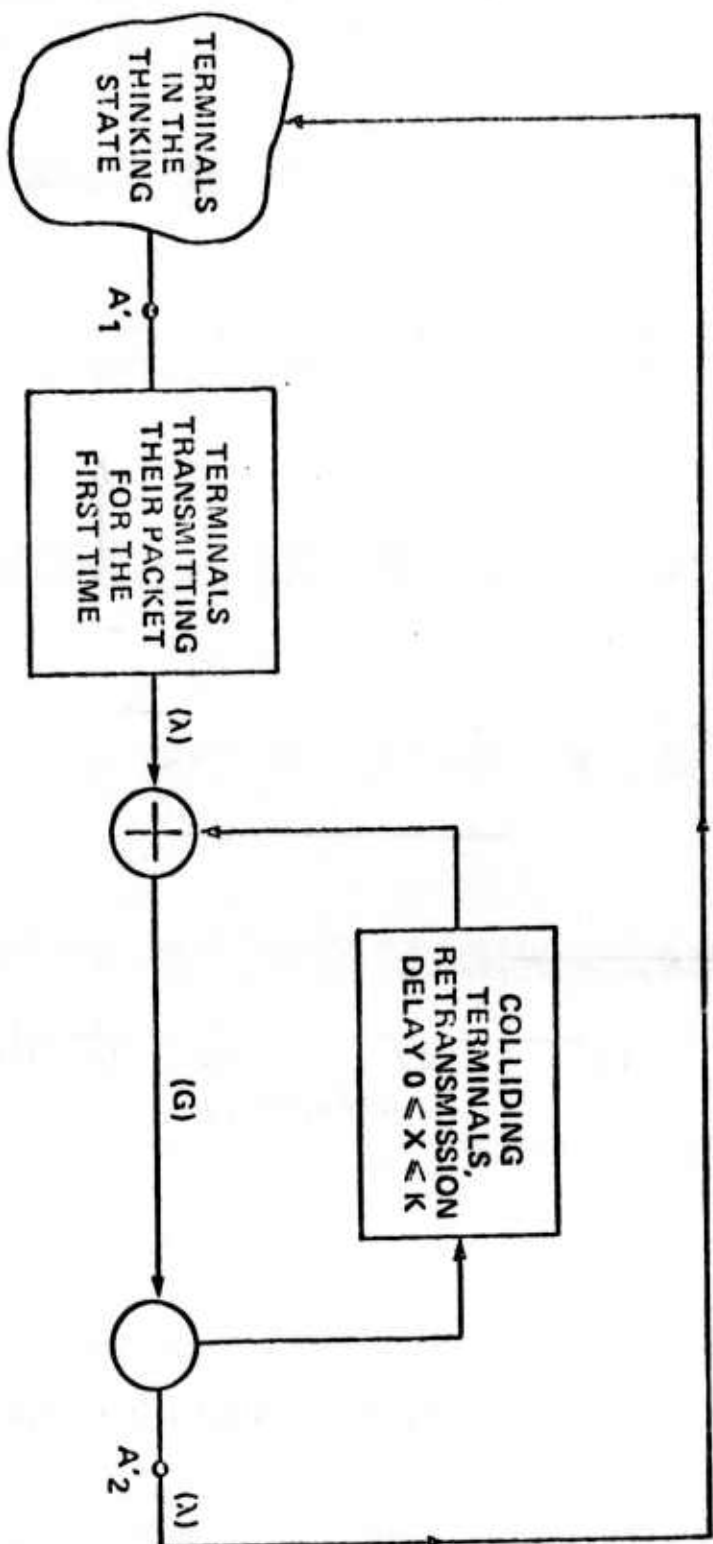 TERMINALS
IN THE
THINKING
STATE
A'1
TERMINALS
TRANSMITTING
THEIR PACKET
FOR THE
FIRST TIME
(λ)
COLLIDING
TERMINALS,
RETRANSMISSION
DELAY 0 ⩽ X ⩽ K
(G)
A'2
(λ)